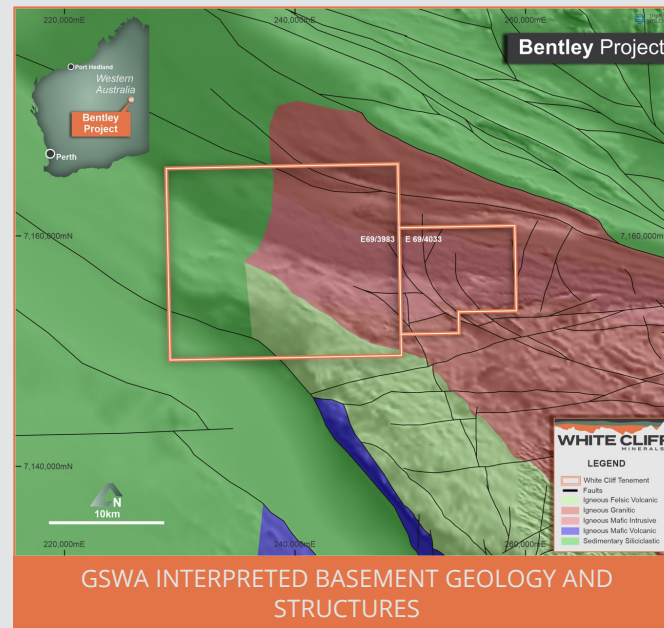 220,000mE
240,000mE
260,000mE
Bentley Project
Port Hedland
Western
Australia
Bentley
Project
Perth
7,160,000mN
E69/3983
E 69/4033
7,160,000m
7,140,000mN
N
10km
WHITE CLIFF
MINERALS
LEGEND
White Cliff Tenement
Faults
Igneous Felsic Volcanic
Igneous Granitic
Igneous Mafic Intrusive
Igneous Mafic Volcanic
Sedimentary Siliciclastic
220,000mE
240,000mE
260,000mE
GSWA INTERPRETED BASEMENT GEOLOGY AND
STRUCTURES